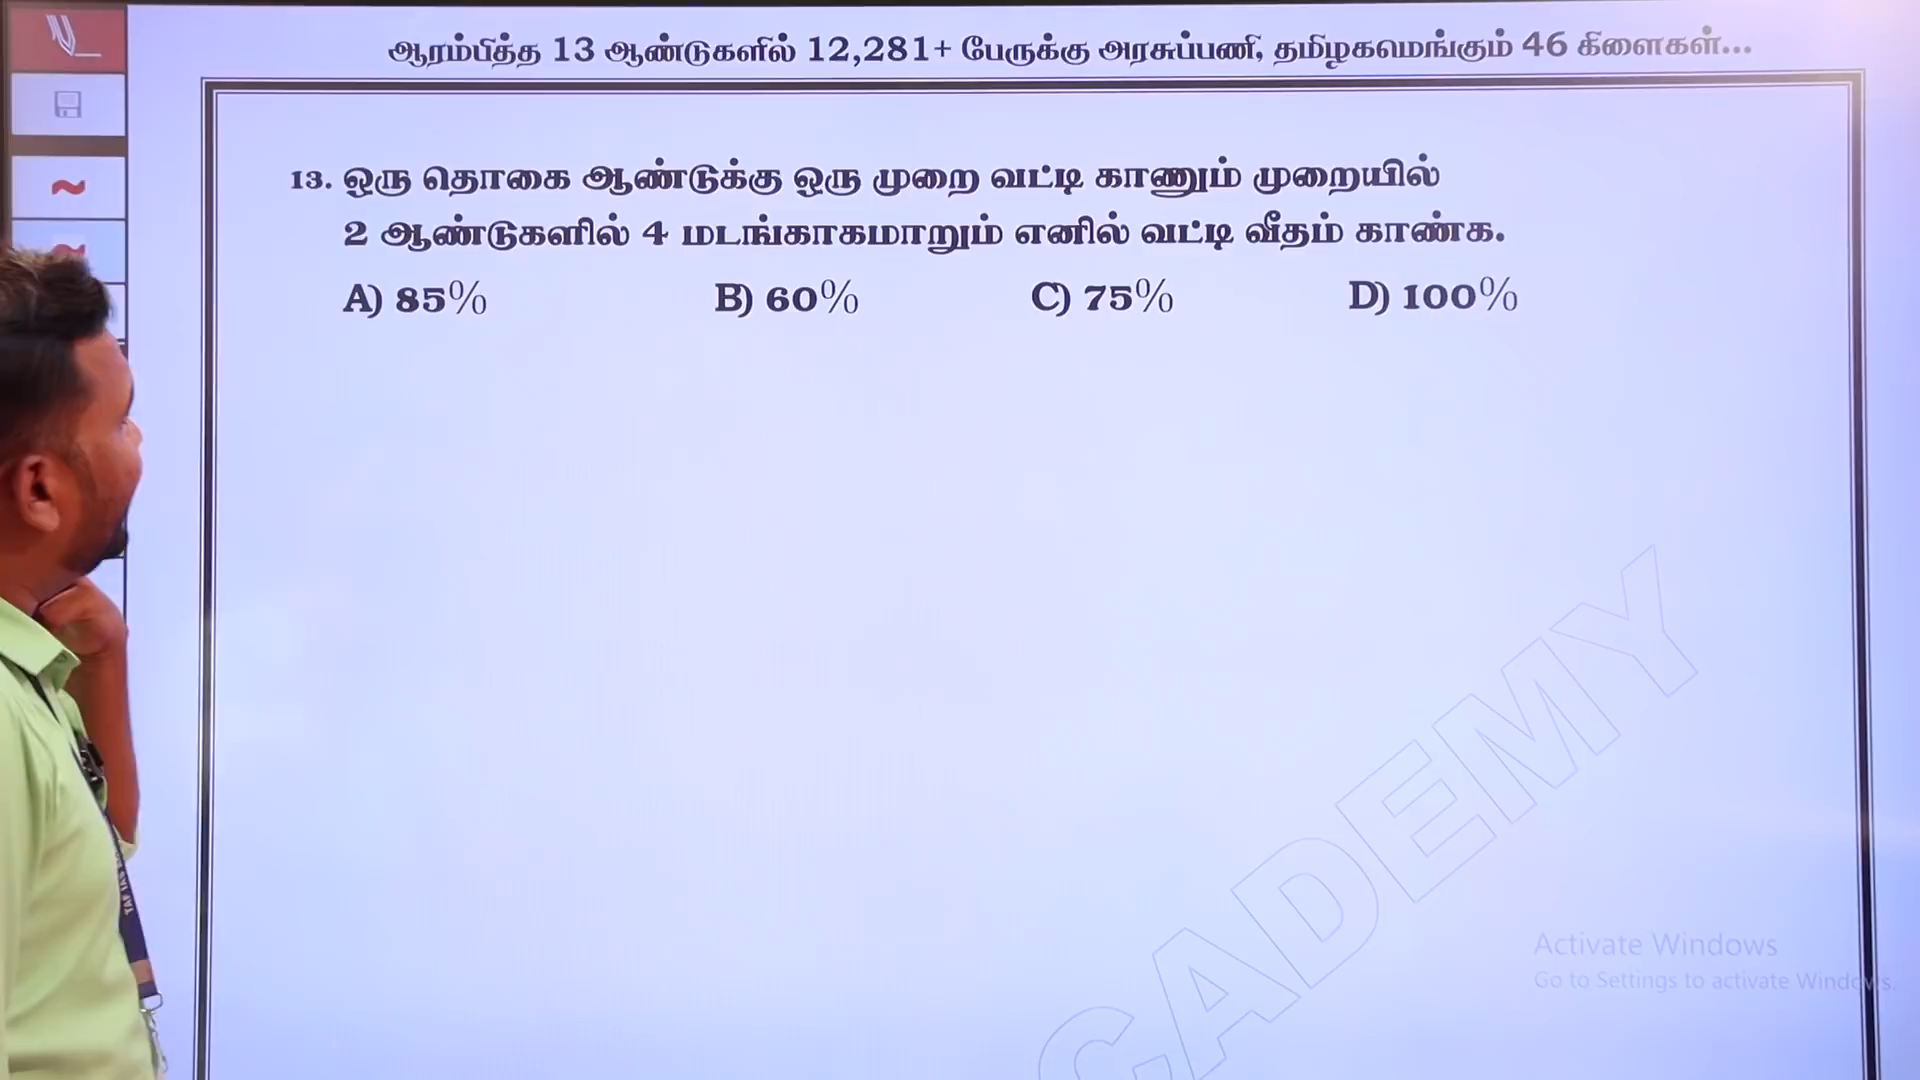 ஆரம்பித்த 13 ஆண்டுகளில் 12,281+ பேருக்கு அரசுப்பணி, தமிழகமெங்கும் 46 கிளைகள்...
13. ஒரு தொகை ஆண்டுக்கு ஒரு முறை வட்டி காணும் முறையில்
2 ஆண்டுகளில் 4 மடங்காகமாறும் எனில் வட்டி வீதம் காண்க.
A) 85% B) 60% C) 75% D) 100%
CADEMY
Activate Windows
Go to Settings to activate Windows.